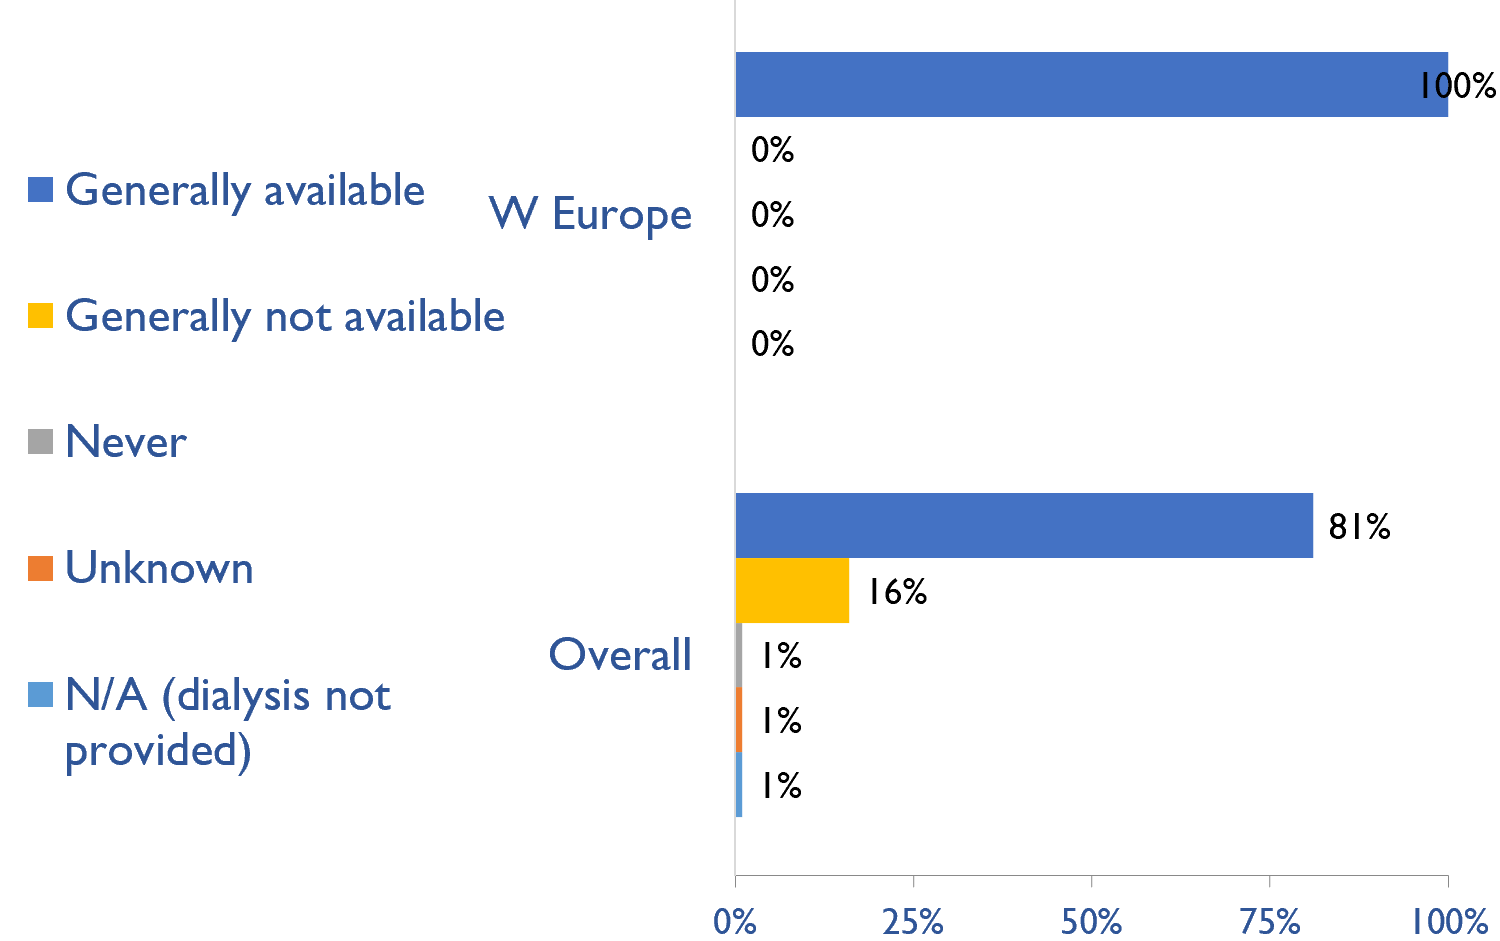 Generally available
Generally not available
Never
Unknown
N/A (dialysis not
provided)
W Europe
100%
0%
0%
0%
0%
Overall
81%
16%
1%
1%
1%
0%
25%
50%
75%
100%